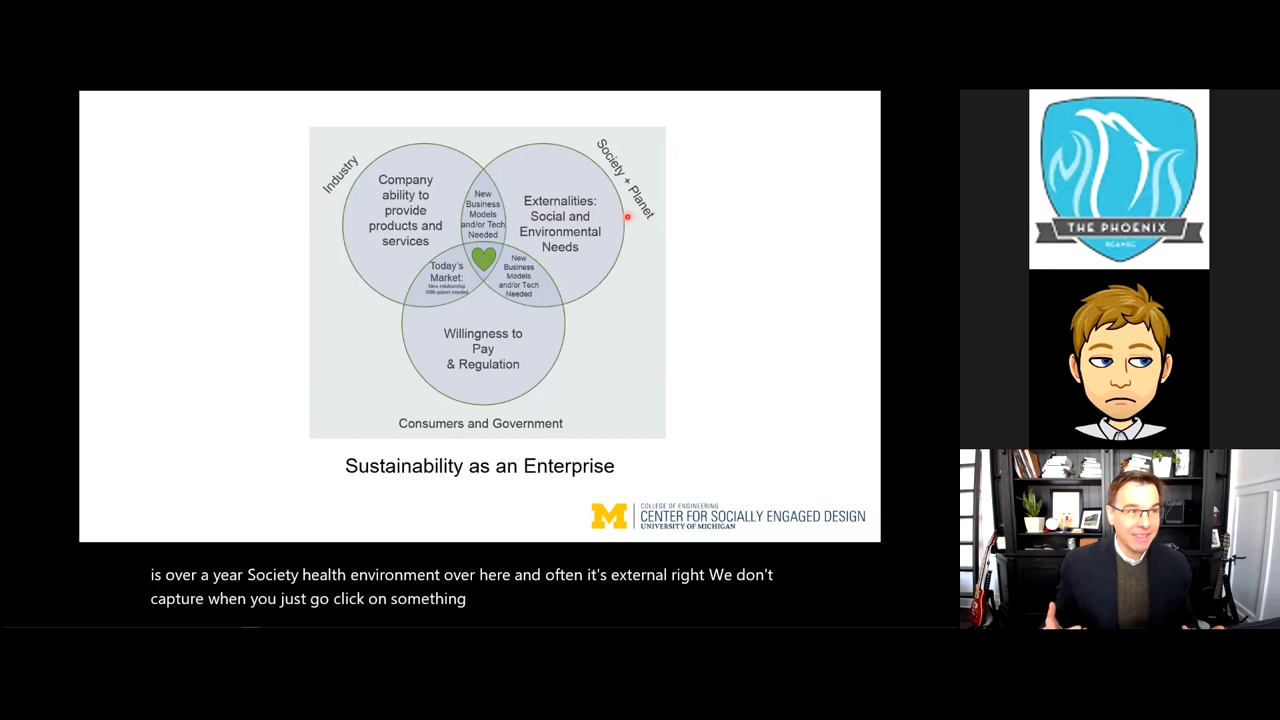 Industry
Society + Planet
Company
ability to
provide
products and
services
New
Business
Models
and/or Tech
Needed
Externalities:
Social and
Environmental
Needs
Today's
Market:
New relationship
With planet needed
New
Business
Models
and/or Tech
Needed
Willingness to
Pay
& Regulation
Consumers and Government
Sustainability as an Enterprise
M
COLLEGE OF ENGINEERING
CENTER FOR SOCIALLY ENGAGED DESIGN
UNIVERSITY OF MICHIGAN
THE PHOENIX
is over a year Society health environment over here and often it's external right We don't
capture when you just go click on something